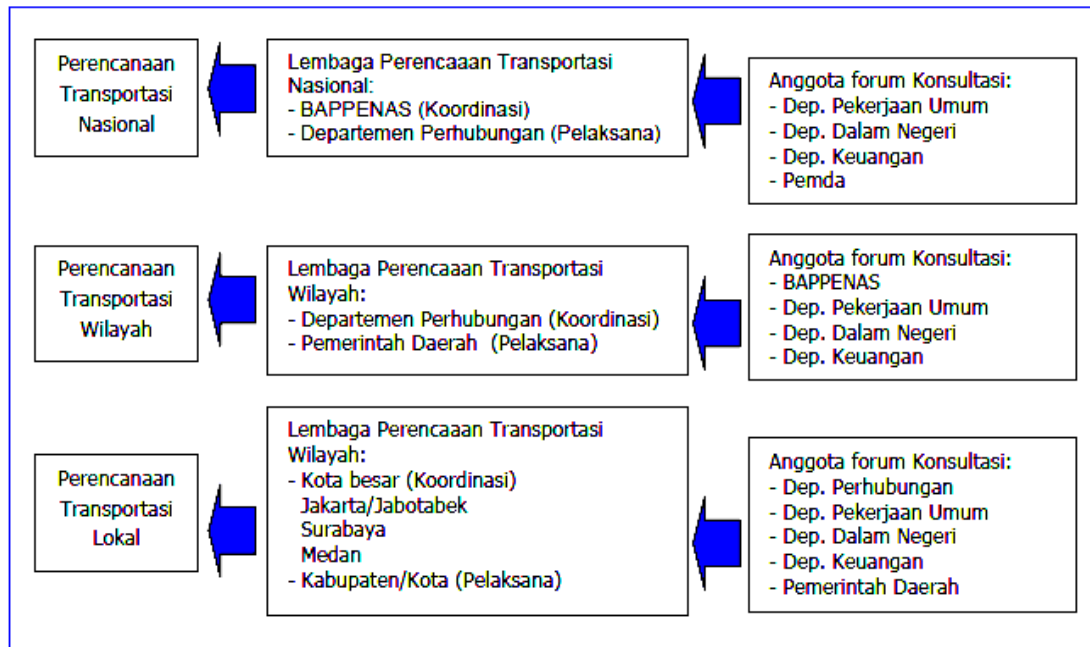 Perencanaan
Transportasi
Nasional
Lembaga Perencaaan Transportasi
Nasional:
- BAPPENAS (Koordinasi)
- Departemen Perhubungan (Pelaksana)
Anggota forum Konsultasi:
- Dep. Pekerjaan Umum
- Dep. Dalam Negeri
- Dep. Keuangan
- Pemda
Perencanaan
Transportasi
Wilayah
Lembaga Perencaaan Transportasi
Wilayah:
- Departemen Perhubungan (Koordinasi)
- Pemerintah Daerah (Pelaksana)
Anggota forum Konsultasi:
- BAPPENAS
- Dep. Pekerjaan Umum
- Dep. Dalam Negeri
- Dep. Keuangan
Perencanaan
Transportasi
Lokal
Lembaga Perencaaan Transportasi
Wilayah:
- Kota besar (Koordinasi)
Jakarta/Jabotabek
Surabaya
Medan
- Kabupaten/Kota (Pelaksana)
Anggota forum Konsultasi:
- Dep. Perhubungan
- Dep. Pekerjaan Umum
- Dep. Dalam Negeri
- Dep. Keuangan
- Pemerintah Daerah